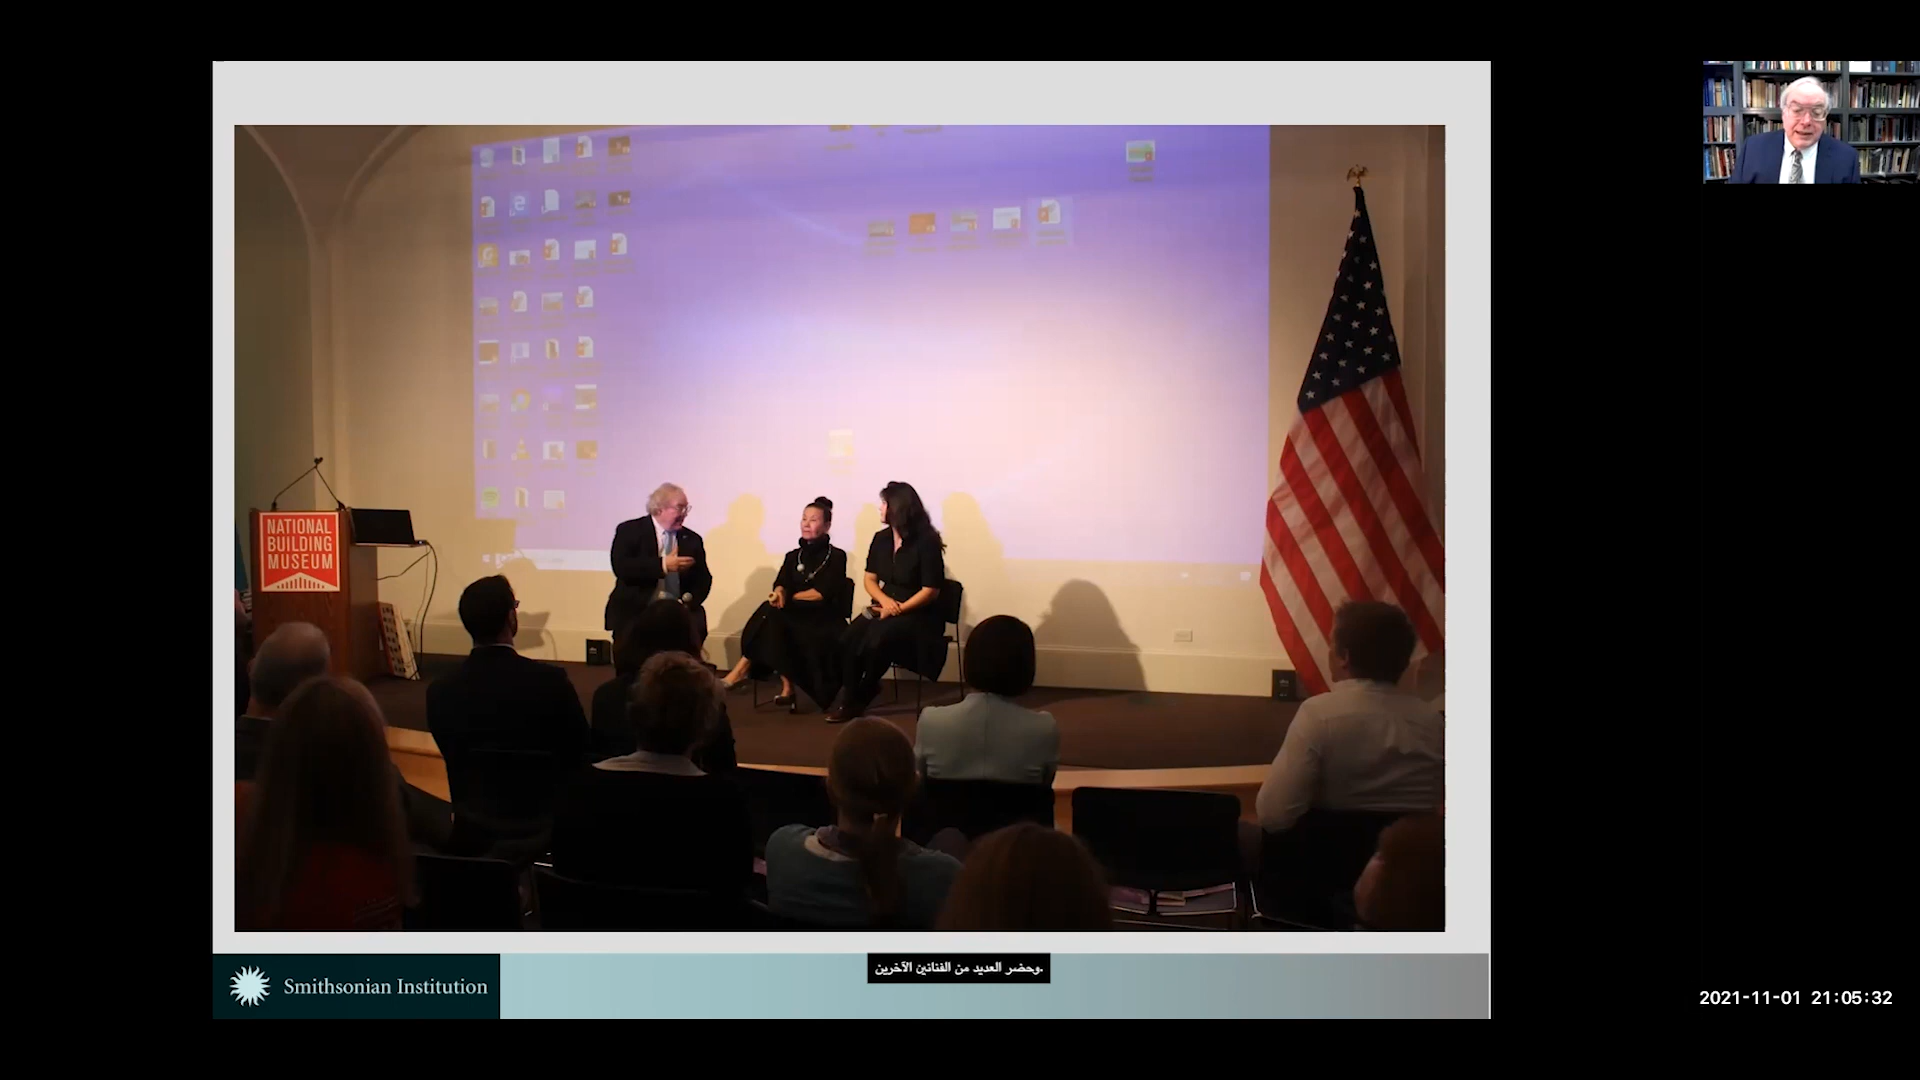 NATIONAL
BUILDING
MUSEUM
Smithsonian Institution
وحضر العديد من الفنانين الآخرين.
2021-11-01 21:05:32